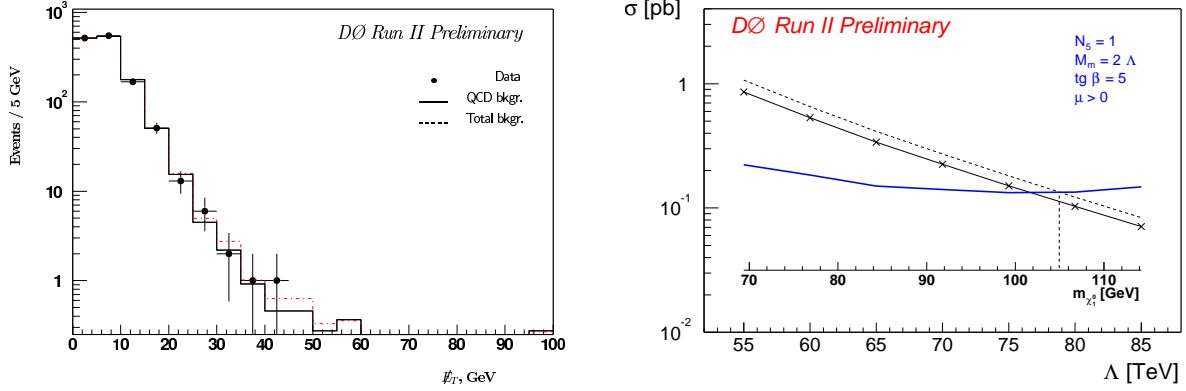 DØ Run II Preliminary
Data
QCD bkgr.
Total bkgr.
Events / 5 GeV
10³
10²
10
1
0 10 20 30 40 50 60 70 80 90 100
E̸_T, GeV
σ [pb]
DØ Run II Preliminary
N₅ = 1
M_m = 2 Λ
tg β = 5
μ > 0
1
10⁻¹
10⁻²
70 80 90 100 110
m_χ₁⁰ [GeV]
55 60 65 70 75 80 85
Λ [TeV]